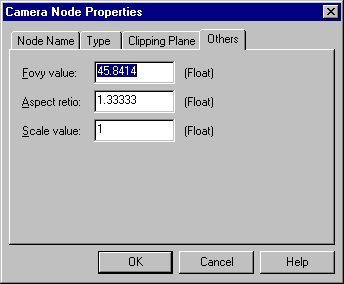 Camera Node Properties
Node Name Type Clipping Plane Others
Fovy value: 45.8414 (Float)
Aspect retio: 1.33333 (Float)
Scale value: 1 (Float)
OK Cancel Help